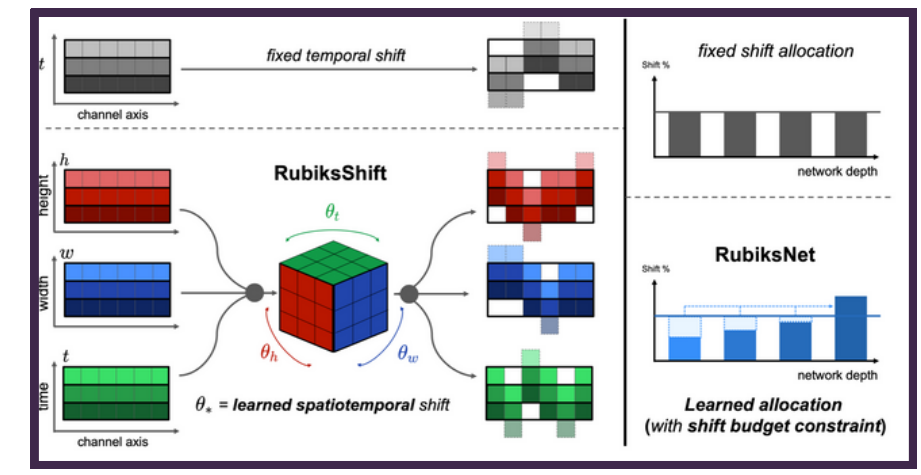 t
channel axis
fixed temporal shift
h
height
RubiksShift
θt
w
width
θh
θw
t
time
channel axis
θ* = learned spatiotemporal shift
fixed shift allocation
Shift %
network depth
RubiksNet
Shift %
network depth
Learned allocation
(with shift budget constraint)